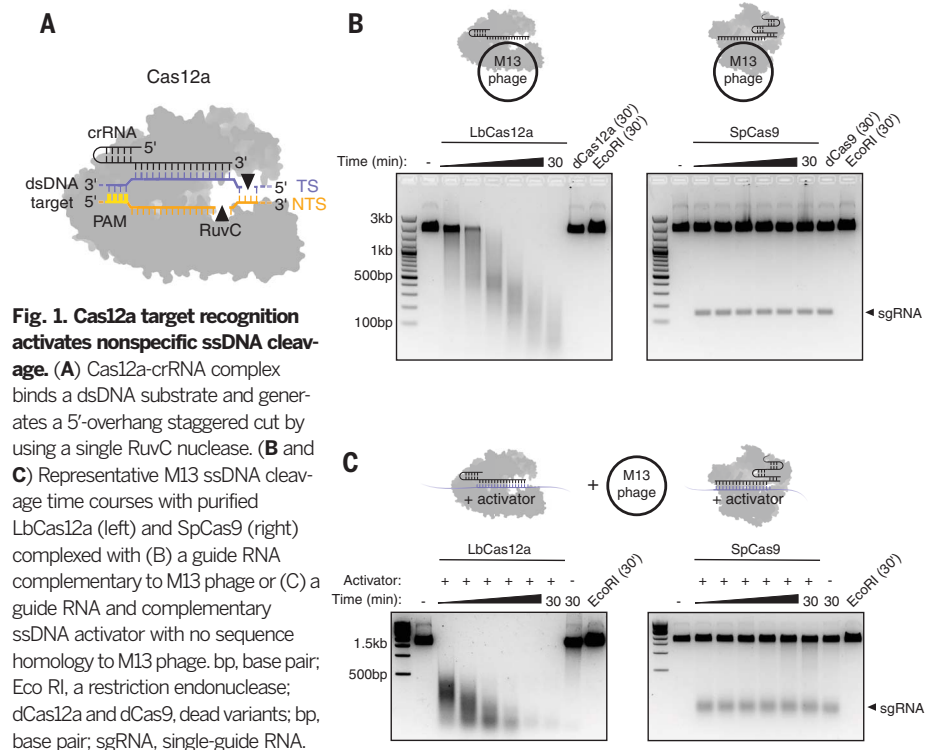 A
Cas12a
crRNA
5'
3'
dsDNA
target
3'
5'
PAM
RuvC
5' TS
3' NTS
Fig. 1. Cas12a target recognition
activates nonspecific ssDNA cleav-
age. (A) Cas12a-crRNA complex
binds a dsDNA substrate and gener-
ates a 5′-overhang staggered cut by
using a single RuvC nuclease. (B and
C) Representative M13 ssDNA cleav-
age time courses with purified
LbCas12a (left) and SpCas9 (right)
complexed with (B) a guide RNA
complementary to M13 phage or (C) a
guide RNA and complementary
ssDNA activator with no sequence
homology to M13 phage. bp, base pair;
Eco RI, a restriction endonuclease;
dCas12a and dCas9, dead variants; bp,
base pair; sgRNA, single-guide RNA.
B
M13
phage
LbCas12a
Time (min): - 30 dCas12a (30') EcoRI (30')
3kb
1kb
500bp
100bp
M13
phage
SpCas9
- 30 dCas9 (30') EcoRI (30')
sgRNA
C
+ activator
+
M13
phage
+ activator
LbCas12a
Activator: + + + + + -
Time (min): - 30 30 EcoRI (30')
1.5kb
500bp
SpCas9
+ + + + + + -
- 30 30 EcoRI (30')
sgRNA